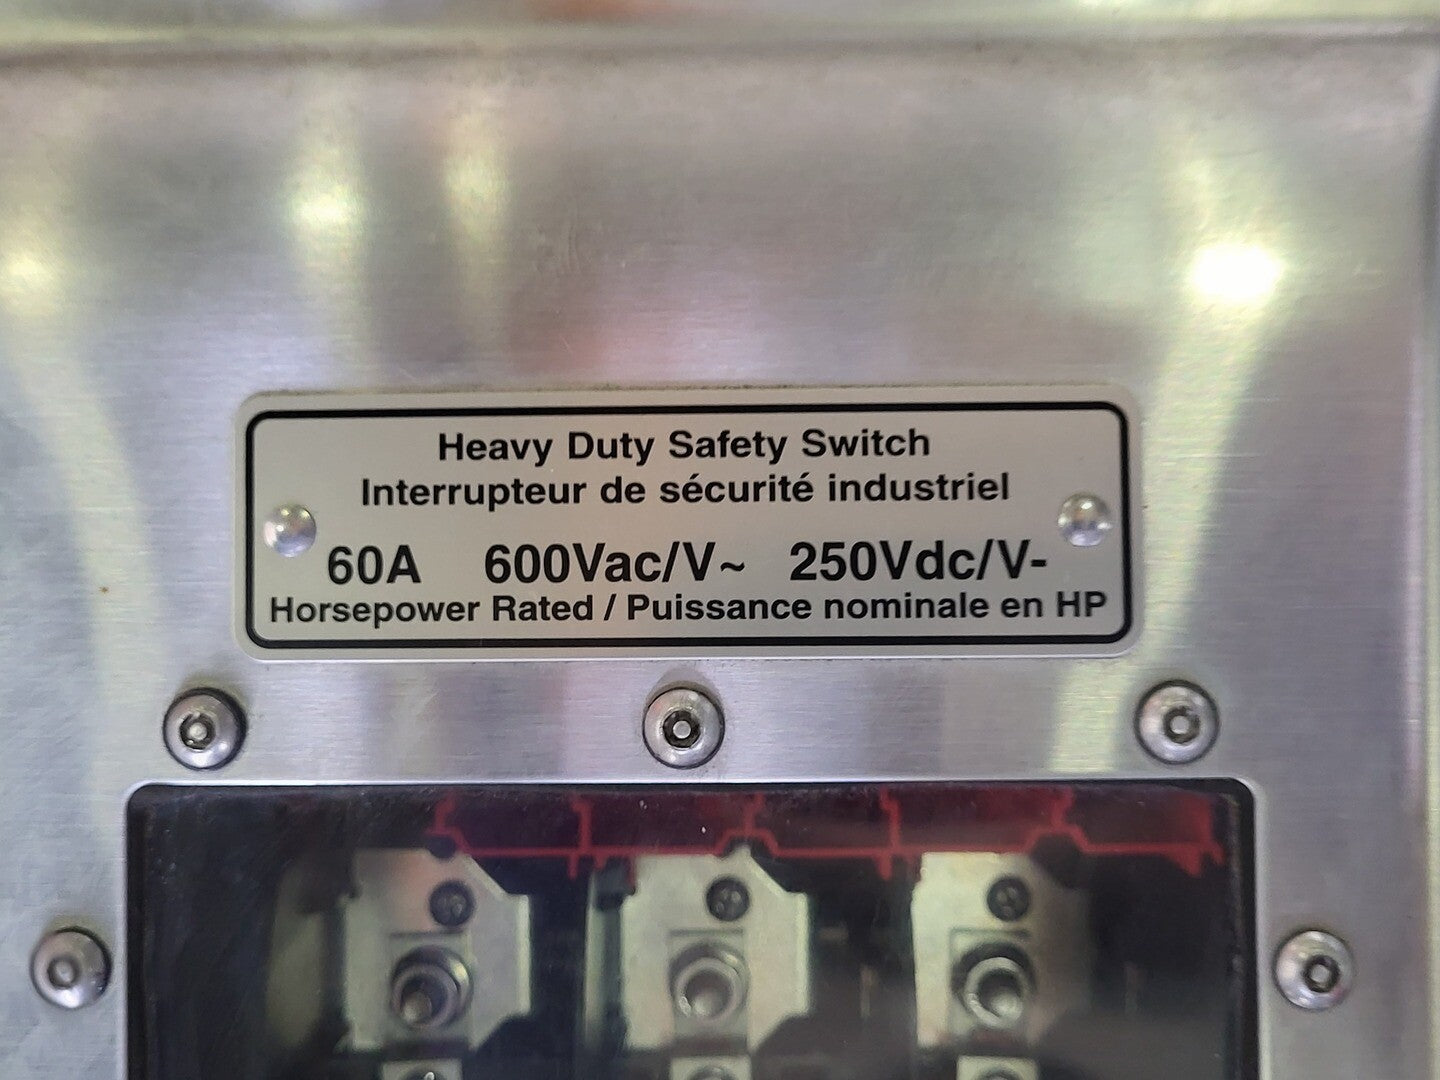 Heavy Duty Safety Switch
Interrupteur de sécurité industriel
60A 600Vac/V~ 250Vdc/V-
Horsepower Rated / Puissance nominale en HP